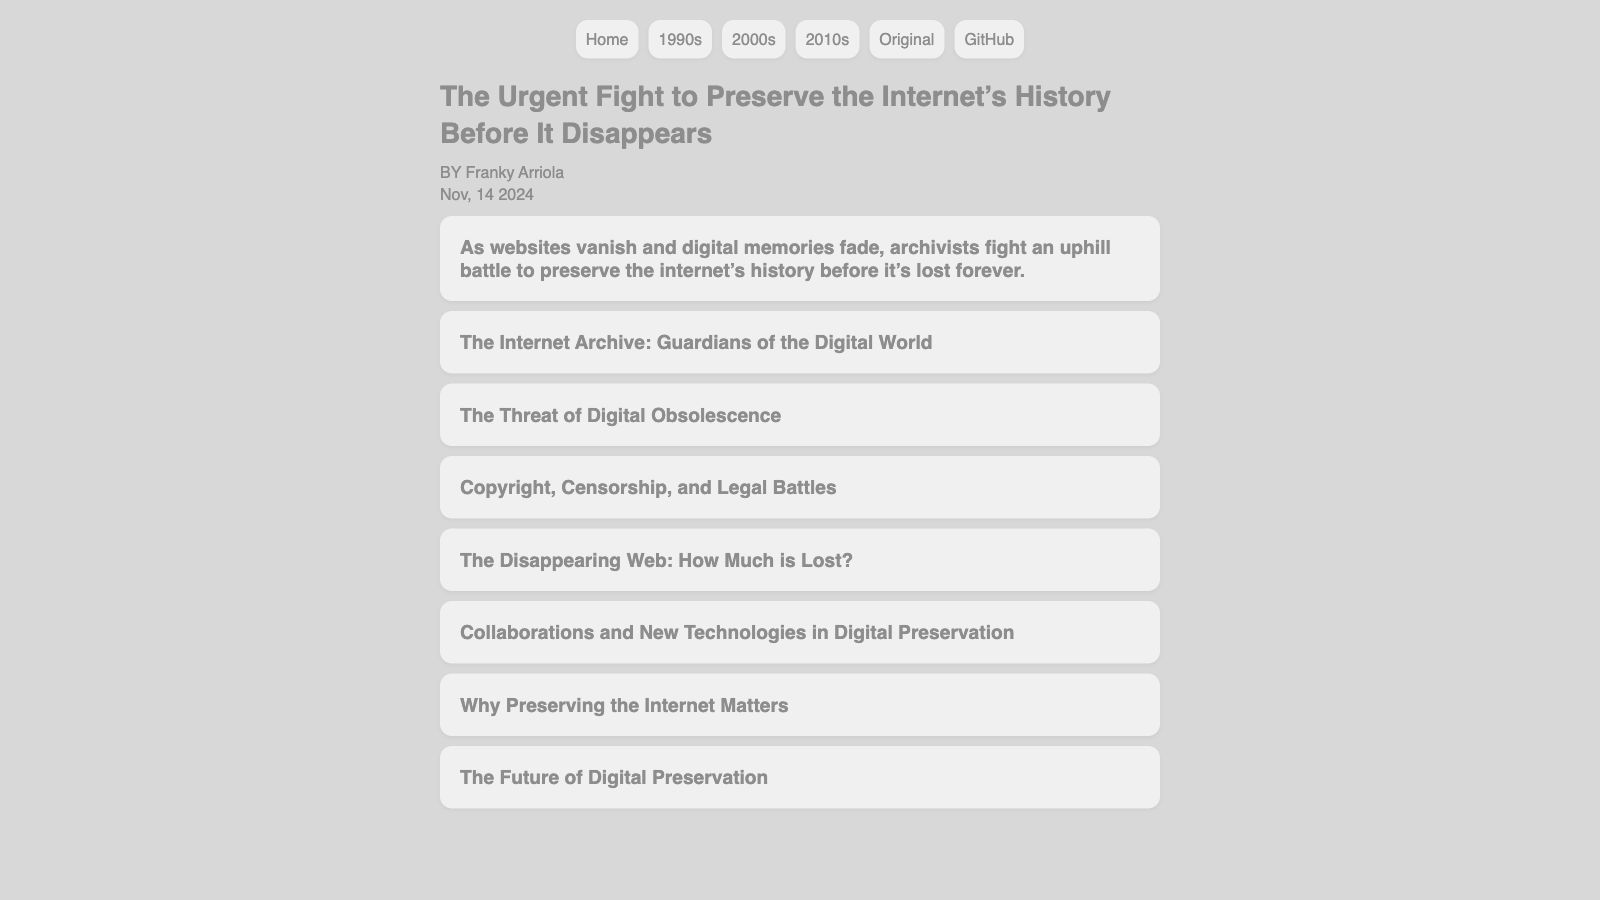 Home 1990s 2000s 2010s Original GitHub
The Urgent Fight to Preserve the Internet’s History
Before It Disappears
BY Franky Arriola
Nov, 14 2024
As websites vanish and digital memories fade, archivists fight an uphill
battle to preserve the internet’s history before it’s lost forever.
The Internet Archive: Guardians of the Digital World
The Threat of Digital Obsolescence
Copyright, Censorship, and Legal Battles
The Disappearing Web: How Much is Lost?
Collaborations and New Technologies in Digital Preservation
Why Preserving the Internet Matters
The Future of Digital Preservation